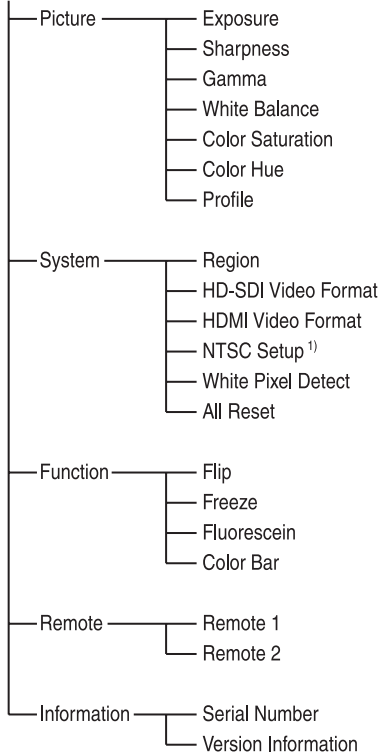 Picture Exposure
Sharpness
Gamma
White Balance
Color Saturation
Color Hue
Profile
System Region
HD-SDI Video Format
HDMI Video Format
NTSC Setup 1)
White Pixel Detect
All Reset
Function Flip
Freeze
Fluorescein
Color Bar
Remote Remote 1
Remote 2
Information Serial Number
Version Information